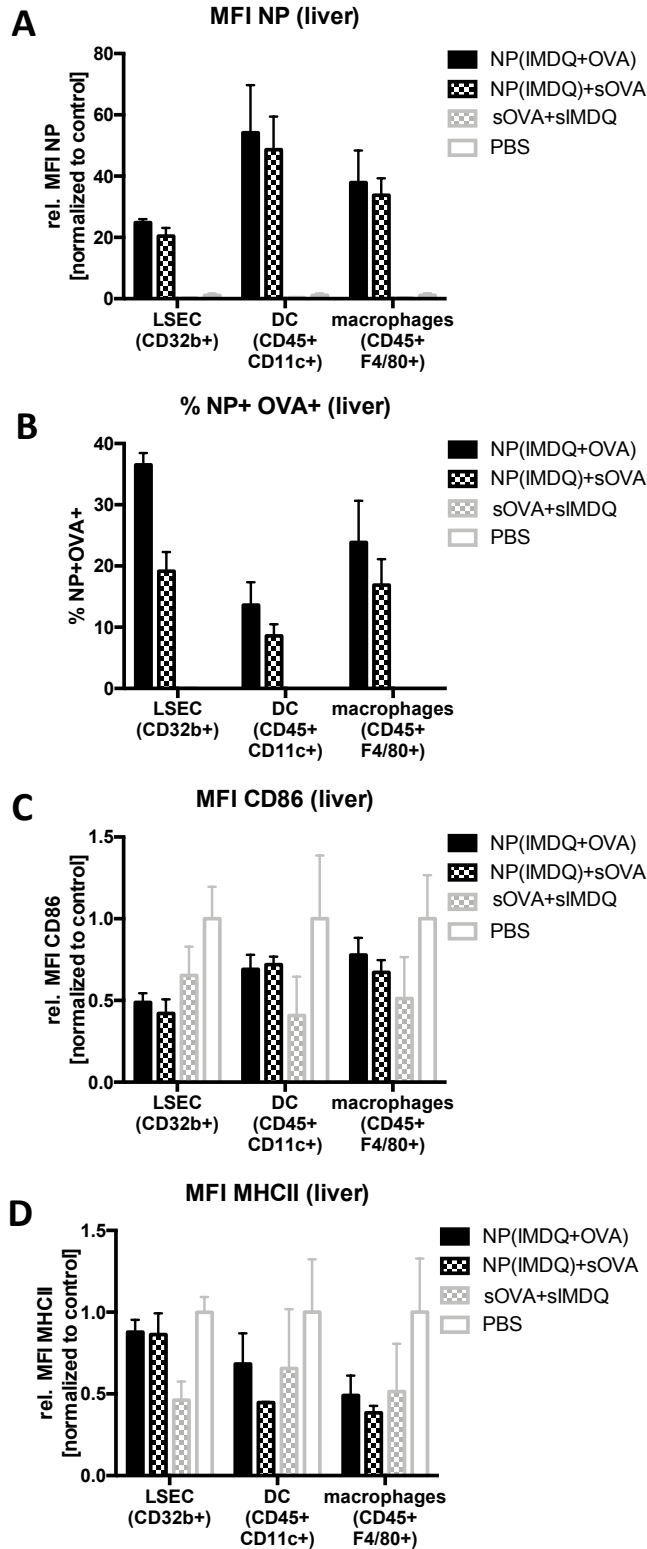 A
MFI NP (liver)
rel. MFI NP
[normalized to control]
80
60
40
20
0
LSEC
(CD32b+)
DC
(CD45+
CD11c+)
macrophages
(CD45+
F4/80+)
NP(IMDQ+OVA)
NP(IMDQ)+sOVA
sOVA+sIMDQ
PBS
B
% NP+ OVA+ (liver)
% NP+OVA+
40
30
20
10
0
LSEC
(CD32b+)
DC
(CD45+
CD11c+)
macrophages
(CD45+
F4/80+)
NP(IMDQ+OVA)
NP(IMDQ)+sOVA
sOVA+sIMDQ
PBS
C
MFI CD86 (liver)
rel. MFI CD86
[normalized to control]
1.5
1.0
0.5
0.0
LSEC
(CD32b+)
DC
(CD45+
CD11c+)
macrophages
(CD45+
F4/80+)
NP(IMDQ+OVA)
NP(IMDQ)+sOVA
sOVA+sIMDQ
PBS
D
MFI MHCII (liver)
rel. MFI MHCII
[normalized to control]
1.5
1.0
0.5
0.0
LSEC
(CD32b+)
DC
(CD45+
CD11c+)
macrophages
(CD45+
F4/80+)
NP(IMDQ+OVA)
NP(IMDQ)+sOVA
sOVA+sIMDQ
PBS